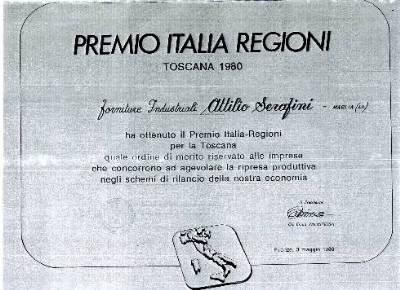 PREMIO ITALIA REGIONI
TOSCANA 1980
Forniture Industriali Attilio Serafini -
ha ottenuto il Premio Italia-Regioni
per la Toscana
quale ordine di merito riservato alle imprese
che concorrono ad agevolare la ripresa produttiva
negli schemi di rilancio della nostra economia
maggio 1980